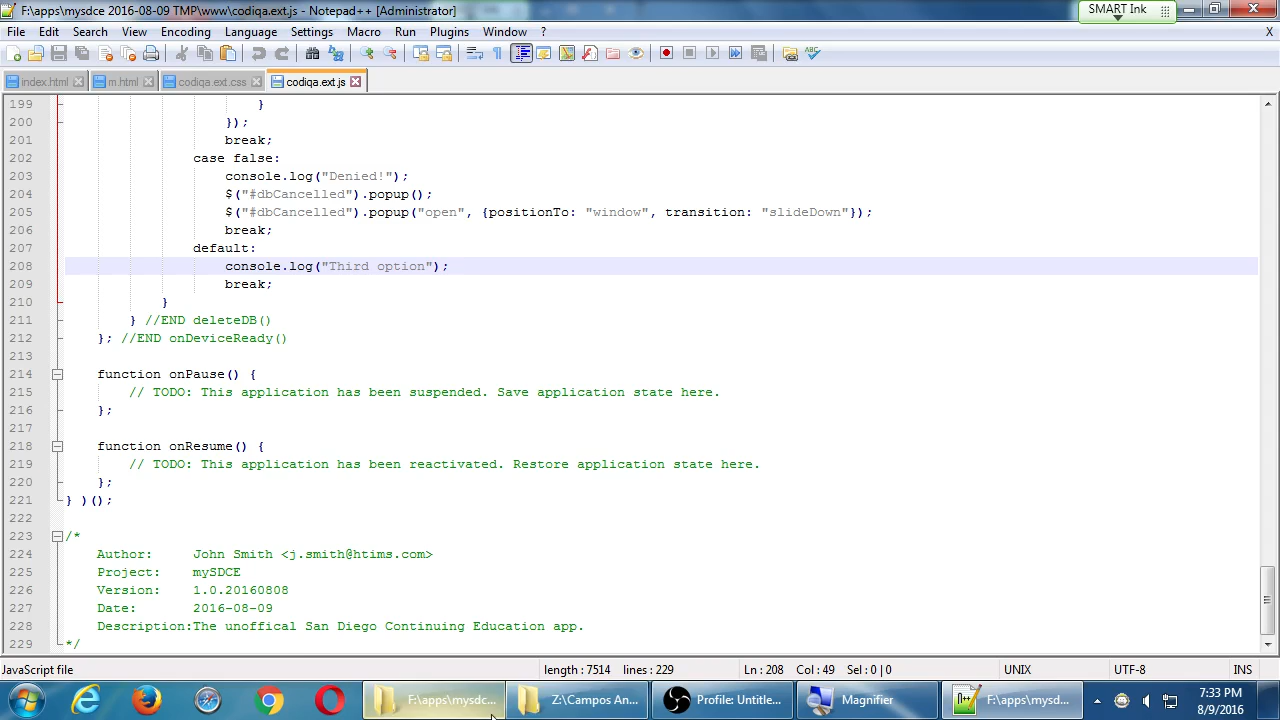 F:\apps\mysdce 2016-08-09 TMP\www\codiqa.ext.js - Notepad++ [Administrator]
SMART Ink
File Edit Search View Encoding Language Settings Macro Run Plugins Window ? X
index.html m.html codiqa.ext.css codiqa.ext.js
199 }
200 });
201 break;
202 case false:
203 console.log("Denied!");
204 $("#dbCancelled").popup();
205 $("#dbCancelled").popup("open", {positionTo: "window", transition: "slideDown"});
206 break;
207 default:
208 console.log("Third option");
209 break;
210 }
211 } //END deleteDB()
212 }; //END onDeviceReady()
213
214 function onPause() {
215 // TODO: This application has been suspended. Save application state here.
216 };
217
218 function onResume() {
219 // TODO: This application has been reactivated. Restore application state here.
220 };
221 } )();
222
223 /*
224 Author: John Smith <j.smith@htims.com>
225 Project: mySDCE
226 Version: 1.0.20160808
227 Date: 2016-08-09
228 Description:The unoffical San Diego Continuing Education app.
229 */
JavaScript file length : 7514 lines : 229 Ln : 208 Col : 49 Sel : 0 | 0 UNIX UTF-8 INS
F:\apps\mysdc... Z:\Campos An... Profile: Untitle... Magnifier F:\apps\mysd... 7:33 PM
8/9/2016